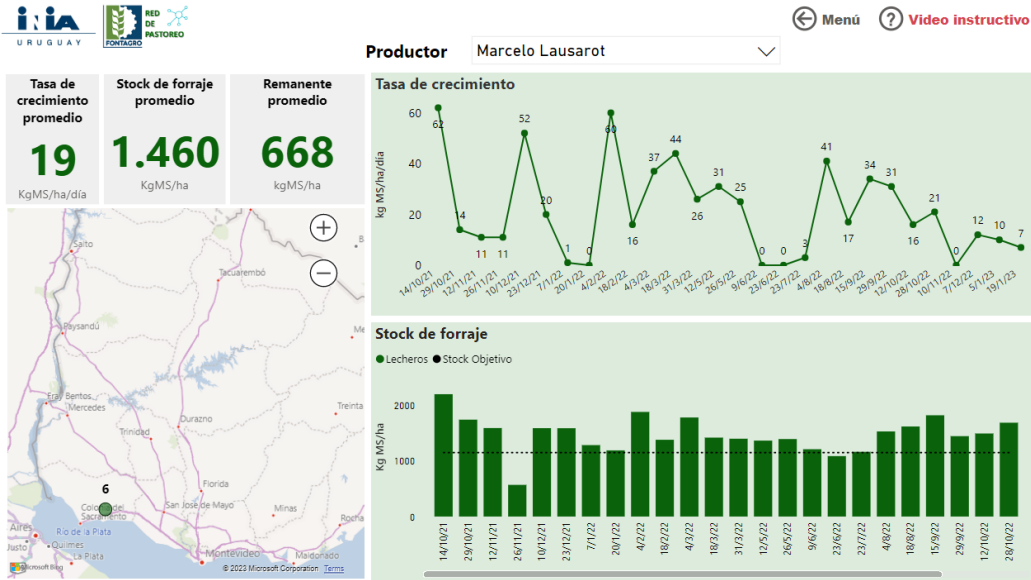 INIA
URUGUAY
FONTAGRO
RED
DE
PASTOREO
Menú
? Video instructivo
Productor
Marcelo Lausarot
Tasa de
crecimiento
promedio
19
KgMS/ha/día
Stock de forraje
promedio
1.460
KgMS/ha
Remanente
promedio
668
kgMS/ha
Salto
Tacuarembó
Paysandú
Me
Fray Bentos
Mercedes
Durazno
Treinta
Trinidad
Florida
6
Colonia del
Sacramento
San José de Mayo
Minas
Rocha
Aires
Río de la Plata
Justo
Quilmes
La Plata
Montevideo
Maldonado
Microsoft Bing
© 2023 Microsoft Corporation Terms
Tasa de crecimiento
kg MS/ha/día
60
40
20
0
62
14
11
11
52
20
1
0
60
16
37
44
26
31
25
0
0
3
41
17
34
31
16
21
0
12
10
7
14/10/21
29/10/21
12/11/21
26/11/21
10/12/21
23/12/21
7/1/22
20/1/22
4/2/22
18/2/22
4/3/22
18/3/22
31/3/22
12/5/22
26/5/22
9/6/22
23/6/22
23/7/22
4/8/22
18/8/22
15/9/22
29/9/22
12/10/22
28/10/22
10/11/22
7/12/22
5/1/23
19/1/23
Stock de forraje
Lecheros Stock Objetivo
Kg MS/ha
2000
1000
0
14/10/21
29/10/21
12/11/21
26/11/21
10/12/21
23/12/21
7/1/22
20/1/22
4/2/22
18/2/22
4/3/22
18/3/22
31/3/22
12/5/22
26/5/22
9/6/22
23/6/22
23/7/22
4/8/22
18/8/22
15/9/22
29/9/22
12/10/22
28/10/22